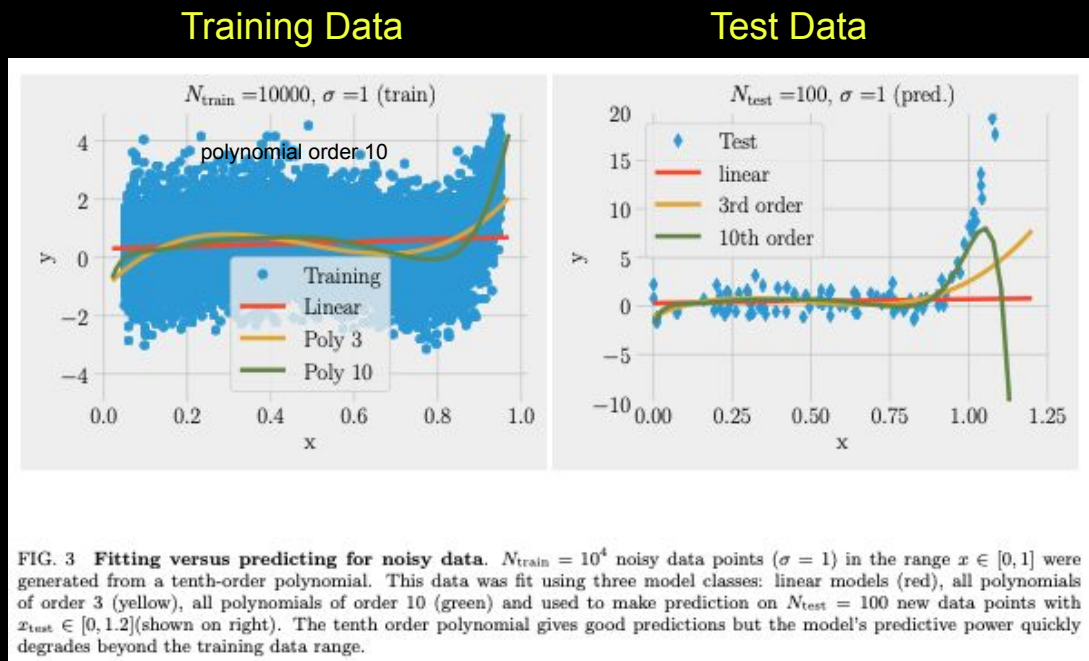 Training Data
Test Data
N_train =10000, σ =1 (train)
polynomial order 10
4
2
0
−2
−4
y
Training
Linear
Poly 3
Poly 10
0.0 0.2 0.4 0.6 0.8 1.0
x
N_test =100, σ =1 (pred.)
20
15
10
5
0
−5
−10
y
Test
linear
3rd order
10th order
0.00 0.25 0.50 0.75 1.00 1.25
x
FIG. 3 Fitting versus predicting for noisy data. N_train = 10⁴ noisy data points (σ = 1) in the range x ∈ [0, 1] were
generated from a tenth-order polynomial. This data was fit using three model classes: linear models (red), all polynomials
of order 3 (yellow), all polynomials of order 10 (green) and used to make prediction on N_test = 100 new data points with
x_test ∈ [0, 1.2](shown on right). The tenth order polynomial gives good predictions but the model's predictive power quickly
degrades beyond the training data range.